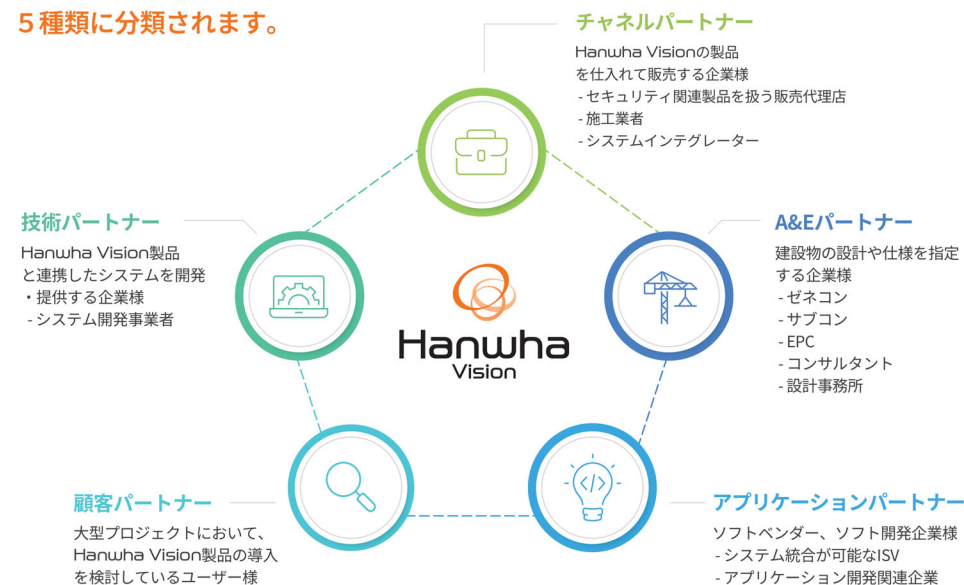 ５種類に分類されます。
チャネルパートナー
Hanwha Visionの製品
を仕入れて販売する企業様
- セキュリティ関連製品を扱う販売代理店
- 施工業者
- システムインテグレーター
技術パートナー
Hanwha Vision製品
と連携したシステムを開発
・提供する企業様
- システム開発事業者
A&Eパートナー
建設物の設計や仕様を指定
する企業様
- ゼネコン
- サブコン
- EPC
- コンサルタント
- 設計事務所
Hanwha
Vision
顧客パートナー
大型プロジェクトにおいて、
Hanwha Vision製品の導入
を検討しているユーザー様
</>
アプリケーションパートナー
ソフトベンダー、ソフト開発企業様
- システム統合が可能なISV
- アプリケーション開発関連企業